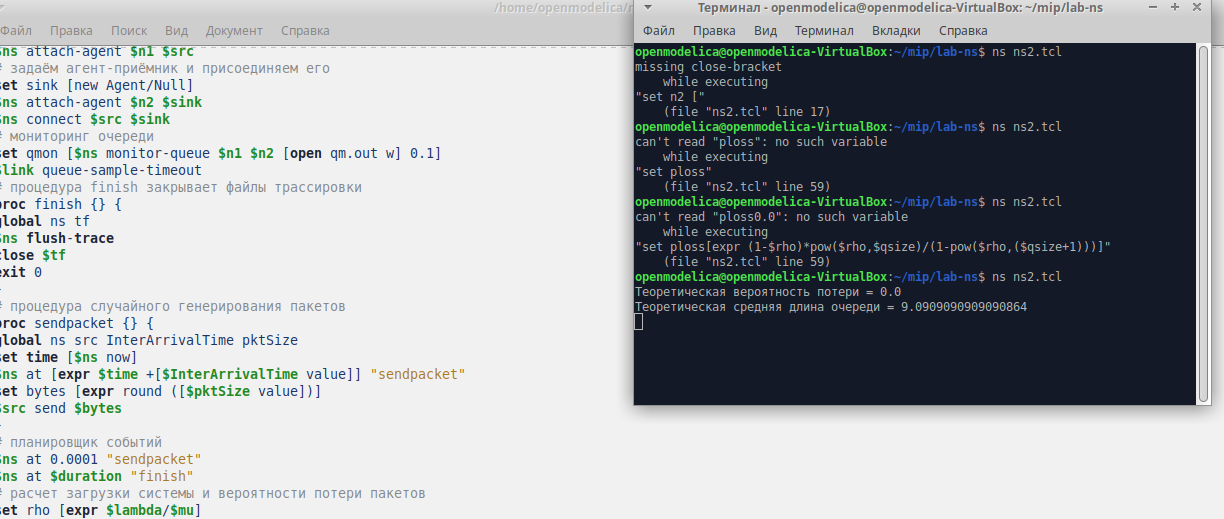 /home/openmodelica/
Файл Правка Поиск Вид Документ Справка
$ns attach-agent $n1 $src
# задаём агент-приёмник и присоединяем его
set sink [new Agent/Null]
$ns attach-agent $n2 $sink
$ns connect $src $sink
# мониторинг очереди
set qmon [$ns monitor-queue $n1 $n2 [open qm.out w] 0.1]
$link queue-sample-timeout
# процедура finish закрывает файлы трассировки
proc finish {} {
global ns tf
$ns flush-trace
close $tf
exit 0
}
# процедура случайного генерирования пакетов
proc sendpacket {} {
global ns src InterArrivalTime pktSize
set time [$ns now]
$ns at [expr $time +[$InterArrivalTime value]] "sendpacket"
set bytes [expr round ([$pktSize value])]
$src send $bytes
}
# планировщик событий
$ns at 0.0001 "sendpacket"
$ns at $duration "finish"
# расчет загрузки системы и вероятности потери пакетов
set rho [expr $lambda/$mu]
Терминал - openmodelica@openmodelica-VirtualBox: ~/mip/lab-ns
Файл Правка Вид Терминал Вкладки Справка
openmodelica@openmodelica-VirtualBox:~/mip/lab-ns$ ns ns2.tcl
missing close-bracket
while executing
"set n2 ["
(file "ns2.tcl" line 17)
openmodelica@openmodelica-VirtualBox:~/mip/lab-ns$ ns ns2.tcl
can't read "ploss": no such variable
while executing
"set ploss"
(file "ns2.tcl" line 59)
openmodelica@openmodelica-VirtualBox:~/mip/lab-ns$ ns ns2.tcl
can't read "ploss0.0": no such variable
while executing
"set ploss[expr (1-$rho)*pow($rho,$qsize)/(1-pow($rho,($qsize+1)))]"
(file "ns2.tcl" line 59)
openmodelica@openmodelica-VirtualBox:~/mip/lab-ns$ ns ns2.tcl
Теоретическая вероятность потери = 0.0
Теоретическая средняя длина очереди = 9.0909090909090864